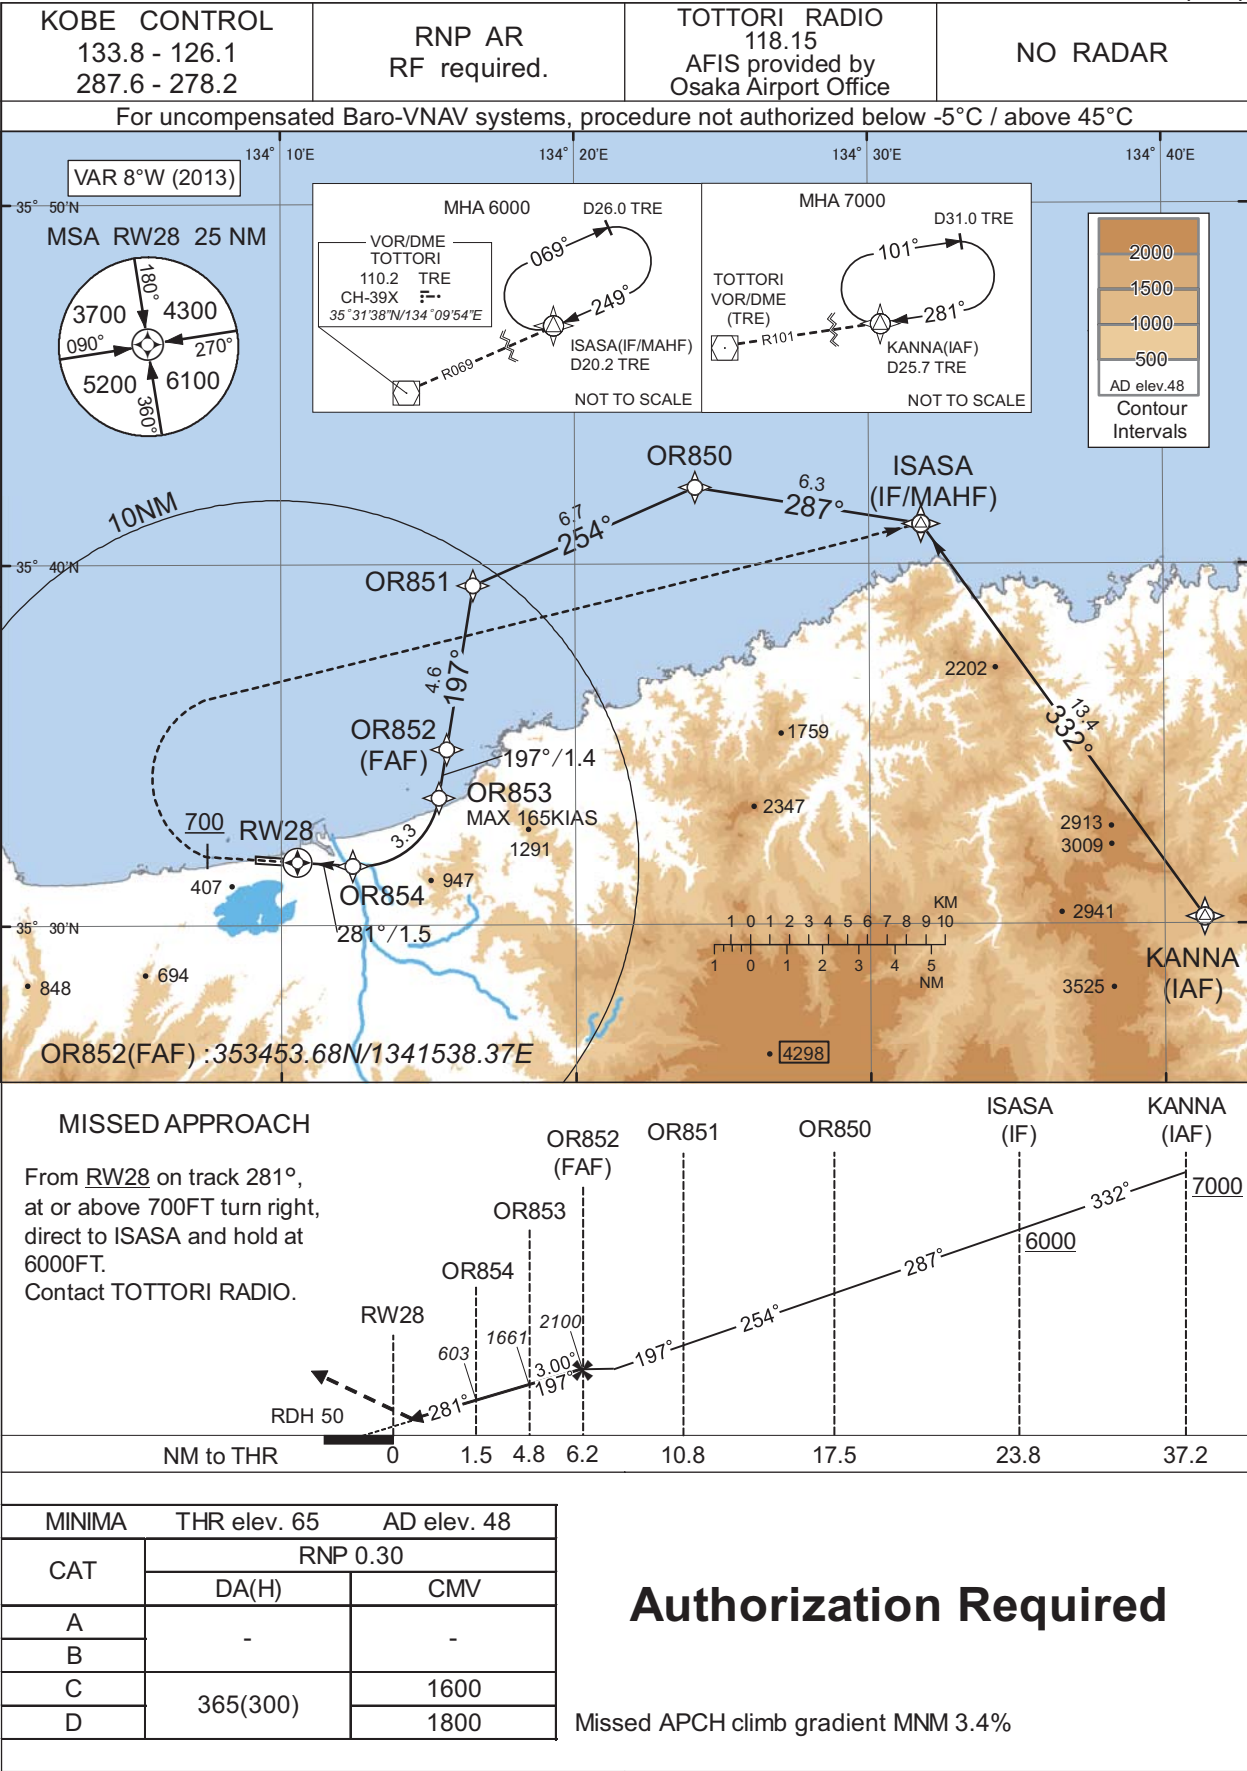 KOBE CONTROL
133.8 - 126.1
287.6 - 278.2
RNP AR
RF required.
TOTTORI RADIO
118.15
AFIS provided by
Osaka Airport Office
NO RADAR
For uncompensated Baro-VNAV systems, procedure not authorized below -5°C / above 45°C
134° 10'E
134° 20'E
134° 30'E
134° 40'E
VAR 8°W (2013)
35° 50'N
MSA RW28 25 NM
180°
3700
4300
090°
270°
5200
6100
360°
MHA 6000
D26.0 TRE
VOR/DME
TOTTORI
110.2 TRE
CH-39X
35°31'38"N/134°09'54"E
069°
249°
ISASA(IF/MAHF)
D20.2 TRE
R069
NOT TO SCALE
MHA 7000
D31.0 TRE
101°
TOTTORI
VOR/DME
(TRE)
281°
R101
KANNA(IAF)
D25.7 TRE
NOT TO SCALE
2000
1500
1000
500
AD elev.48
Contour
Intervals
OR850
ISASA
(IF/MAHF)
6.3
287°
10NM
6.7
254°
35° 40'N
OR851
2202
4.6
197°
13.4
332°
OR852
(FAF)
1759
197°/1.4
OR853
MAX 165KIAS
2347
700
RW28
3.3
1291
2913
3009
407
OR854
947
281°/1.5
2941
35° 30'N
KM
1 0 1 2 3 4 5 6 7 8 9 10
1 0 1 2 3 4 5
NM
KANNA
(IAF)
848
694
3525
OR852(FAF) :353453.68N/1341538.37E
4298
MISSED APPROACH
From RW28 on track 281°,
at or above 700FT turn right,
direct to ISASA and hold at
6000FT.
Contact TOTTORI RADIO.
ISASA
(IF)
KANNA
(IAF)
OR852
(FAF)
OR851
OR850
OR853
OR854
RW28
7000
332°
6000
287°
254°
2100
1661
197°
603
3.00°
197°
281°
RDH 50
NM to THR
0 1.5 4.8 6.2 10.8 17.5 23.8 37.2
MINIMA THR elev. 65 AD elev. 48
CAT
RNP 0.30
DA(H) CMV
A
B
- -
C
D
365(300)
1600
1800
Authorization Required
Missed APCH climb gradient MNM 3.4%